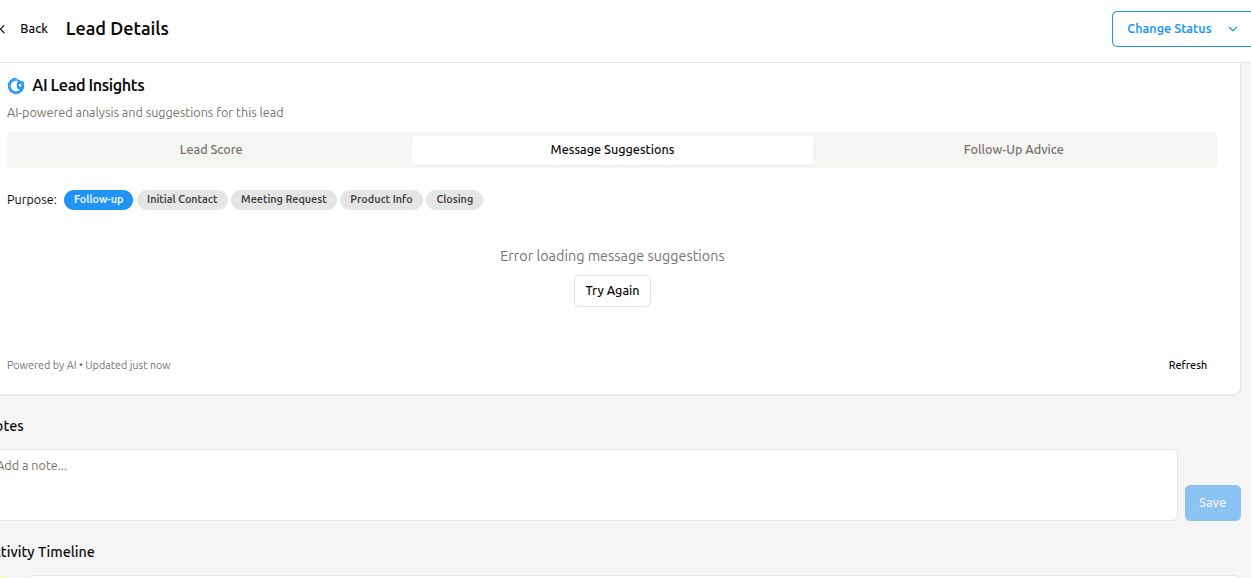 Back Lead Details Change Status
AI Lead Insights
AI-powered analysis and suggestions for this lead
Lead Score Message Suggestions Follow-Up Advice
Purpose: Follow-up Initial Contact Meeting Request Product Info Closing
Error loading message suggestions
Try Again
Powered by AI • Updated just now Refresh
otes
Add a note...
Save
tivity Timeline